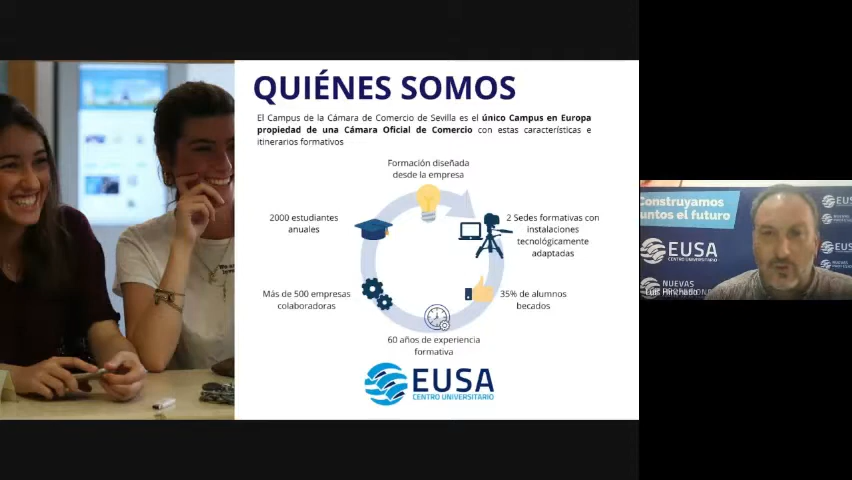 QUIÉNES SOMOS
El Campus de la Cámara de Comercio de Sevilla es el único Campus en Europa
propiedad de una Cámara Oficial de Comercio con estas características e
itinerarios formativos
Formación diseñada
desde la empresa
2000 estudiantes
anuales
2 Sedes formativas con
instalaciones
tecnológicamente
adaptadas
Más de 500 empresas
colaboradoras
35% de alumnos
becados
60 años de experiencia
formativa
EUSA
CENTRO UNIVERSITARIO
Construyamos
juntos el futuro
EUSA
CENTRO UNIVERSITARIO
NUEVAS
EUSA
NUEVAS